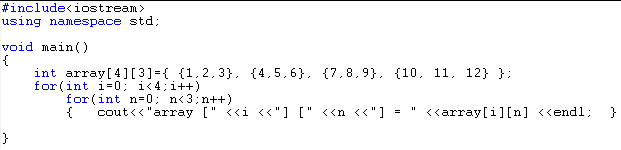 #include<iostream>
using namespace std;
void main()
{
int array[4][3]={ {1,2,3}, {4,5,6}, {7,8,9}, {10, 11, 12} };
for(int i=0; i<4;i++)
for(int n=0; n<3;n++)
{ cout<<"array [" <<i <<"] [" <<n <<"] = " <<array[i][n] <<endl; }
}